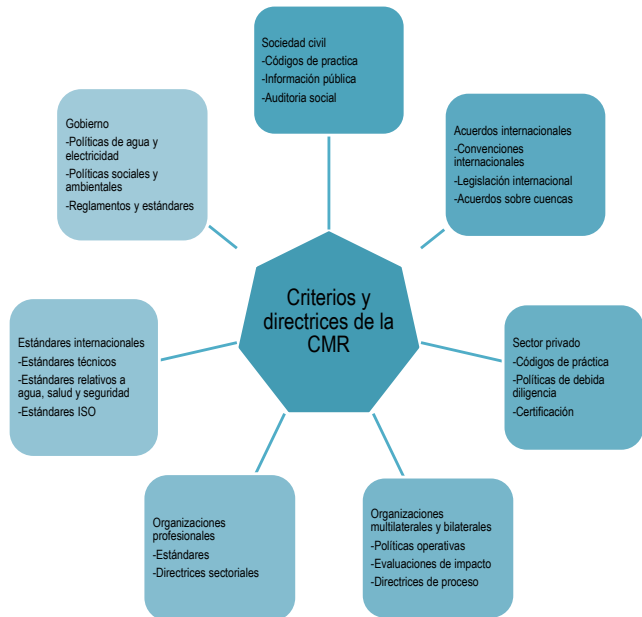 Sociedad civil
-Códigos de practica
-Información pública
-Auditoria social
Gobierno
-Políticas de agua y
electricidad
-Políticas sociales y
ambientales
-Reglamentos y estándares
Acuerdos internacionales
-Convenciones
internacionales
-Legislación internacional
-Acuerdos sobre cuencas
Criterios y
directrices de la
CMR
Estándares internacionales
-Estándares técnicos
-Estándares relativos a
agua, salud y seguridad
-Estándares ISO
Sector privado
-Códigos de práctica
-Políticas de debida
diligencia
-Certificación
Organizaciones
profesionales
-Estándares
-Directrices sectoriales
Organizaciones
multilaterales y bilaterales
-Políticas operativas
-Evaluaciones de impacto
-Directrices de proceso